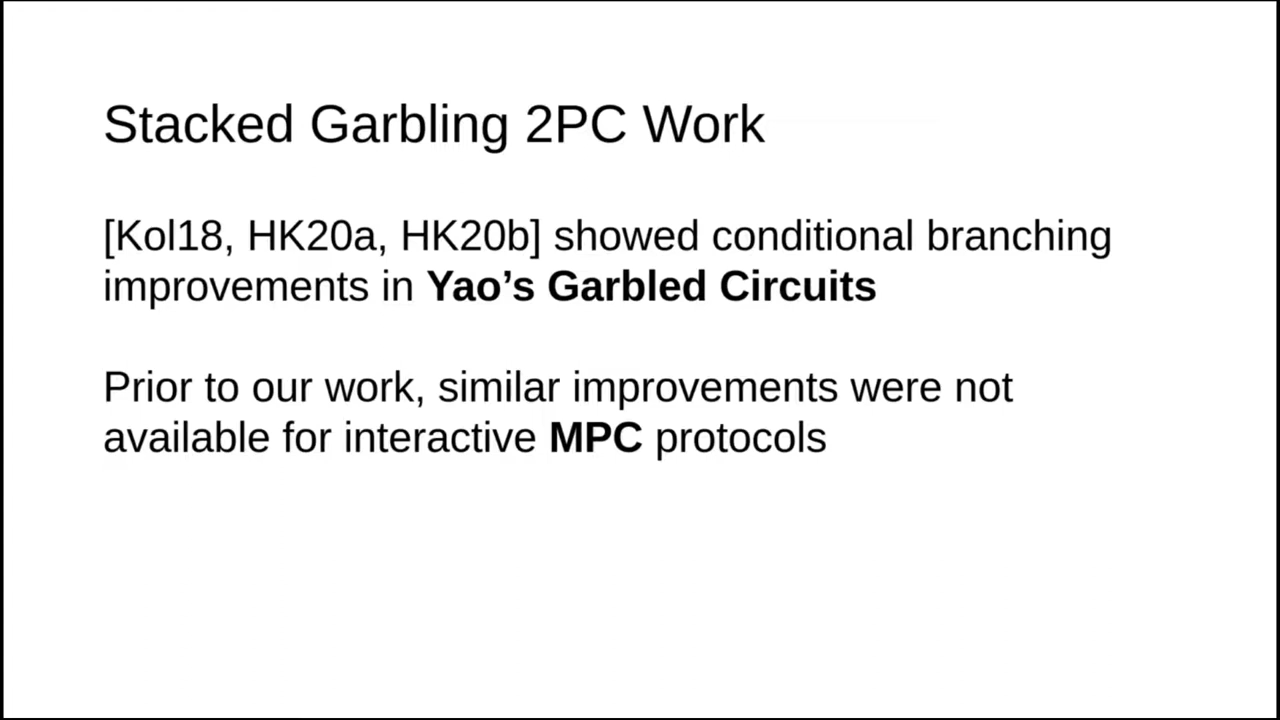 Stacked Garbling 2PC Work
[Kol18, HK20a, HK20b] showed conditional branching
improvements in Yao’s Garbled Circuits
Prior to our work, similar improvements were not
available for interactive MPC protocols